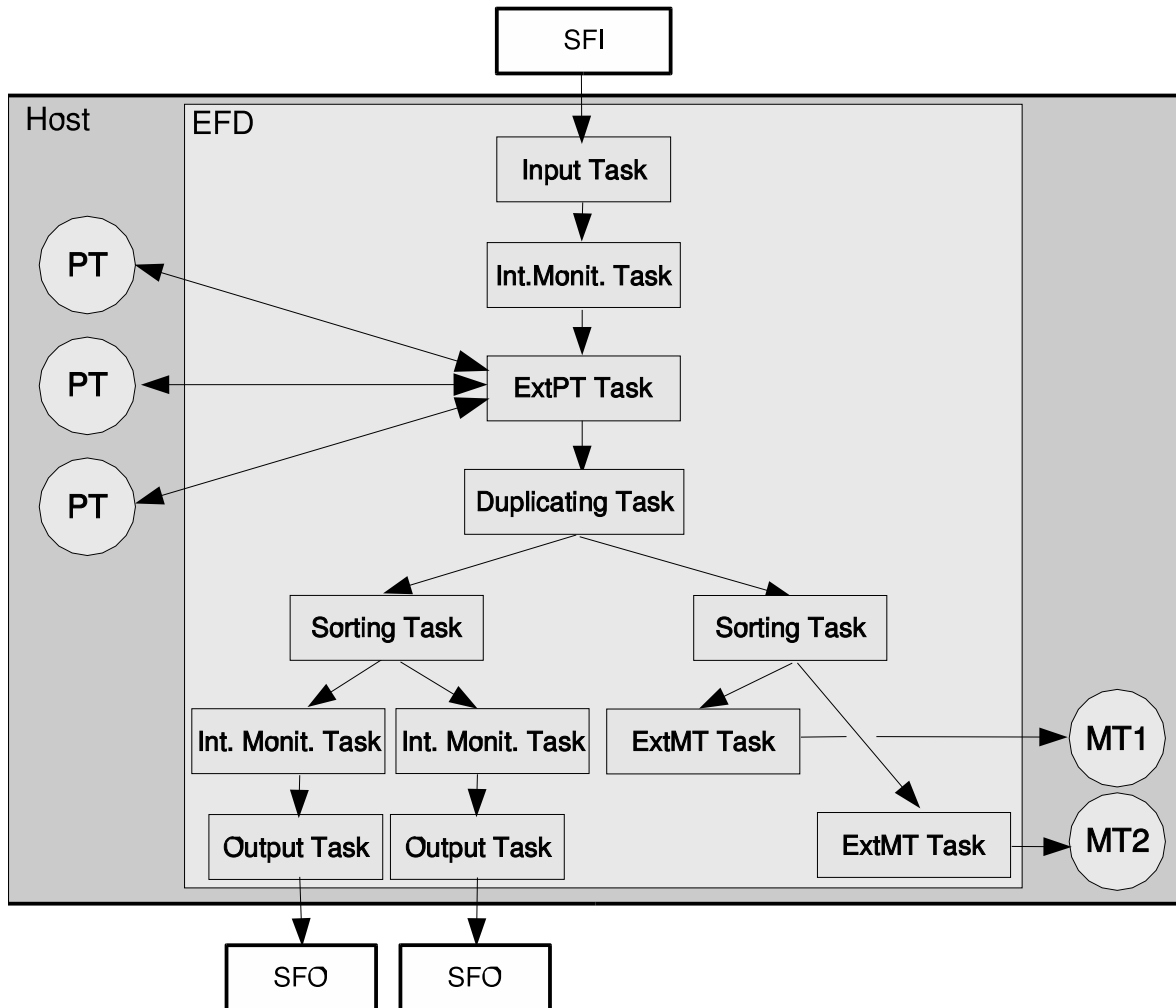 SFI
Host
EFD
Input Task
PT
Int.Monit. Task
PT
ExtPT Task
PT
Duplicating Task
Sorting Task
Sorting Task
Int. Monit. Task
Int. Monit. Task
ExtMT Task
MT1
Output Task
Output Task
ExtMT Task
MT2
SFO
SFO